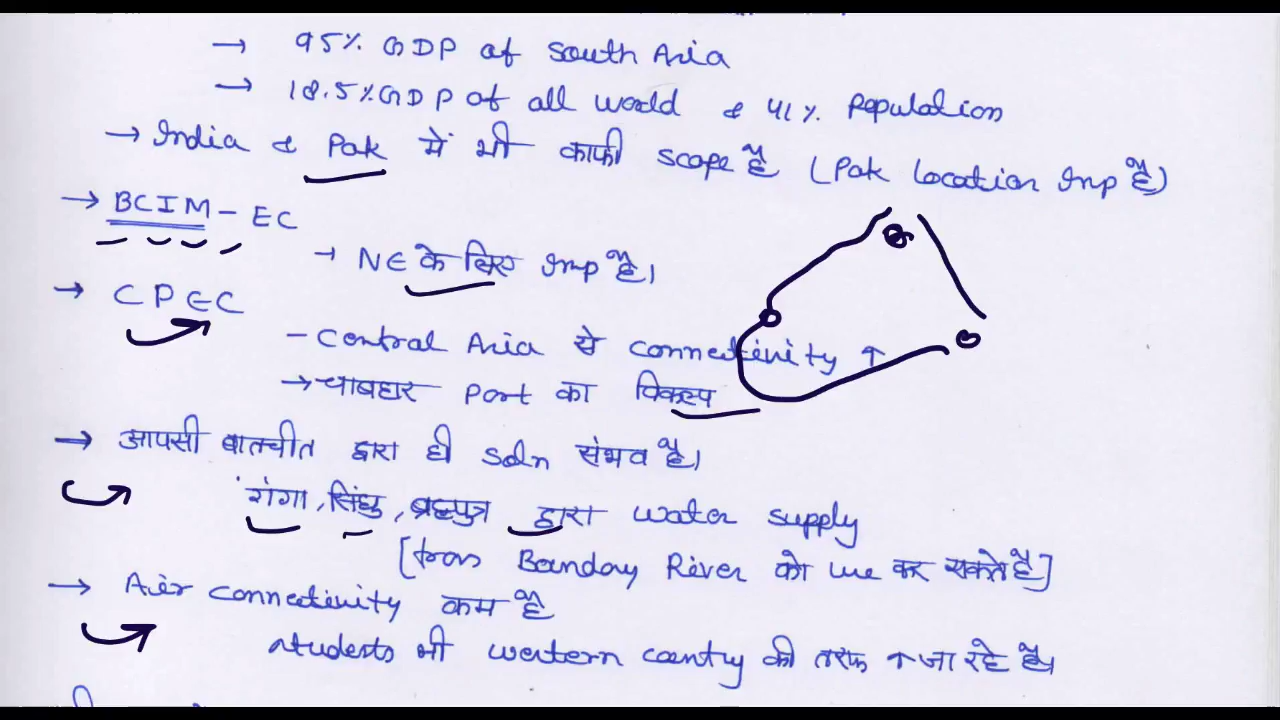 → 95% GDP of South Asia
→ 18.5% GDP of all world & 41% Population
→ India & Pak में भी काफी scope है (Pak Location Imp है)
→ BCIM - EC
→ NE के लिए Imp है।
→ CPEC
- Central Asia से connectivity ↑
→ चाबहार Port का विकल्प
→ आपसी बातचीत द्वारा ही soln संभव है।
गंगा, सिंधु, ब्रह्मपुत्र द्वारा water supply
[trans Bounday River को use कर सकते है]
→ Air connectivity कम है
students भी western country की तरफ ↑ जा रहे है।